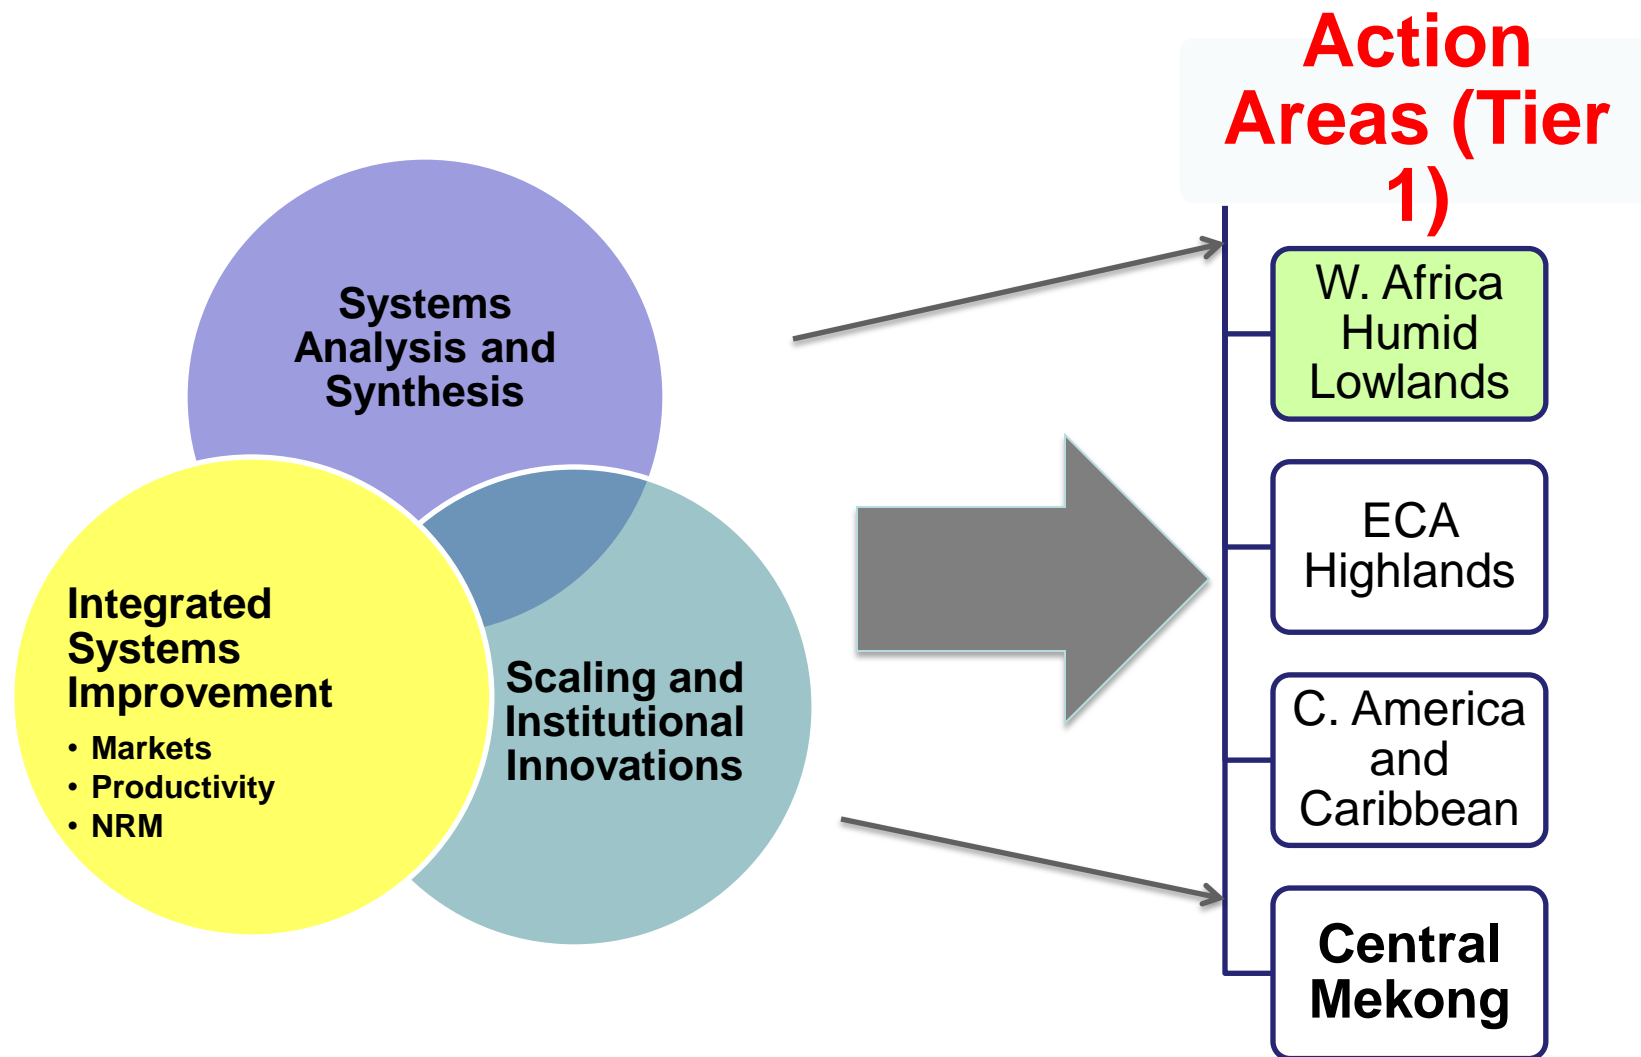 Action
Areas (Tier
1)
Systems
Analysis and
Synthesis
Integrated
Systems
Improvement
• Markets
• Productivity
• NRM
Scaling and
Institutional
Innovations
W. Africa
Humid
Lowlands
ECA
Highlands
C. America
and
Caribbean
Central
Mekong